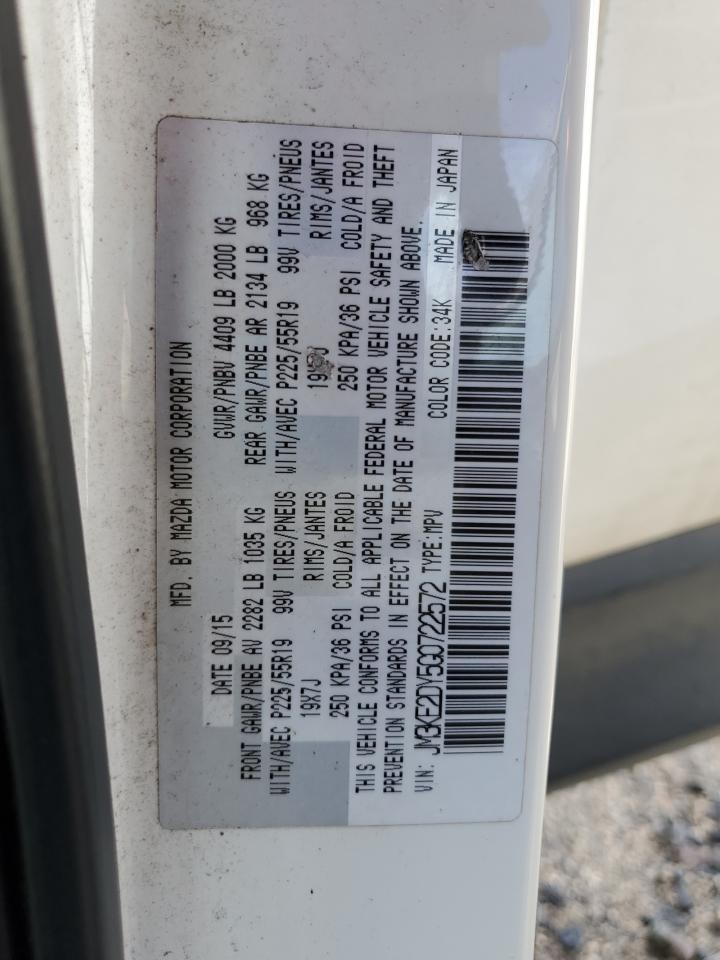 MFD. BY MAZDA MOTOR CORPORATION
DATE 09/15 GVWR/PNBV 4409 LB 2000 KG
FRONT GAWR/PNBE AV 2282 LB 1035 KG REAR GAWR/PNBE AR 2134 LB 968 KG
WITH/AVEC P225/55R19 99V TIRES/PNEUS WITH/AVEC P225/55R19 99V TIRES/PNEUS
19X7J RIMS/JANTES 19X7J RIMS/JANTES
250 KPA/36 PSI COLD/A FROID 250 KPA/36 PSI COLD/A FROID
THIS VEHICLE CONFORMS TO ALL APPLICABLE FEDERAL MOTOR VEHICLE SAFETY AND THEFT
PREVENTION STANDARDS IN EFFECT ON THE DATE OF MANUFACTURE SHOWN ABOVE.
VIN: JM3KE2DY5G0722572 TYPE:MPV COLOR CODE:34K MADE IN JAPAN